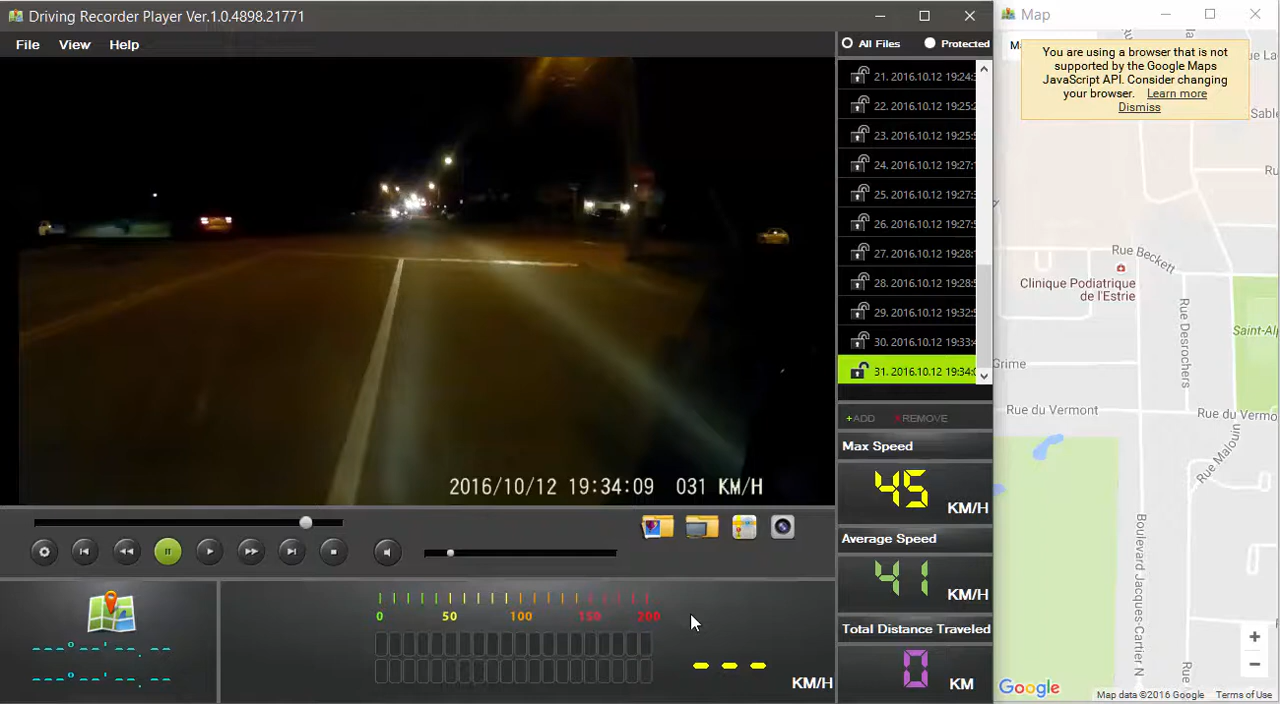 Driving Recorder Player Ver.1.0.4898.21771
File View Help
2016/10/12 19:34:09 031 KM/H
0 50 100 150 200
KM/H
All Files Protected
21. 2016.10.12 19:24:
22. 2016.10.12 19:25:
23. 2016.10.12 19:25:
24. 2016.10.12 19:27:
25. 2016.10.12 19:27:
26. 2016.10.12 19:27:
27. 2016.10.12 19:28:
28. 2016.10.12 19:28:
29. 2016.10.12 19:32:
30. 2016.10.12 19:33:
31. 2016.10.12 19:34:
+ADD ×REMOVE
Max Speed
45 KM/H
Average Speed
41 KM/H
Total Distance Traveled
0 KM
Map
You are using a browser that is not
supported by the Google Maps
JavaScript API. Consider changing
your browser. Learn more
Dismiss
Sable
Rue Beckett
Clinique Podiatrique
de l'Estrie
Rue Desrochers
Saint-Al
Grime
Rue du Vermont
Rue du Vermo
Rue Malouin
Boulevard Jacques-Cartier N
Rue
+
−
Google
Map data ©2016 Google Terms of Use